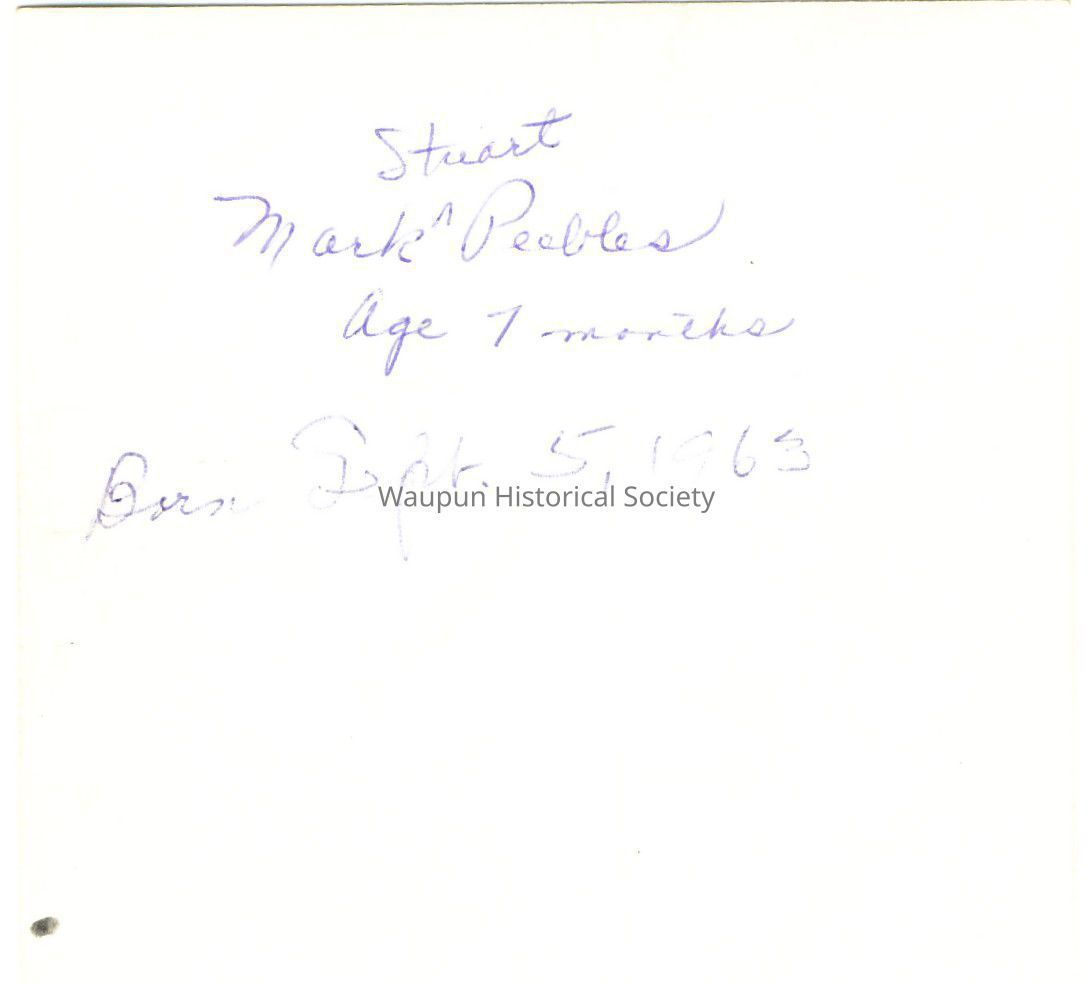 Stuart
Mark ^ Peebles
Age 7 months
Born Sept. 5, 1963
Waupun Historical Society